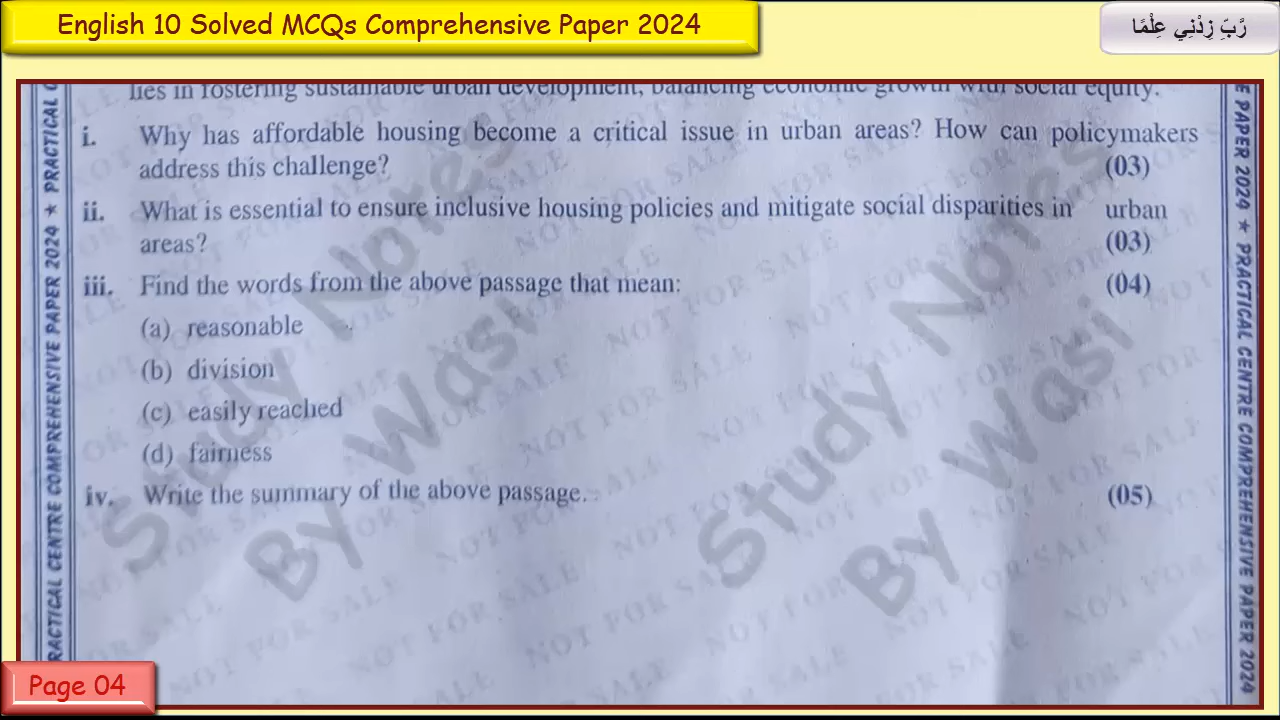 English 10 Solved MCQs Comprehensive Paper 2024
رَّبِّ زِدْنِي عِلْمًا
lies in fostering sustainable urban development, balancing economic growth with social equity.
i. Why has affordable housing become a critical issue in urban areas? How can policymakers
address this challenge? (03)
ii. What is essential to ensure inclusive housing policies and mitigate social disparities in urban
areas? (03)
iii. Find the words from the above passage that mean: (04)
(a) reasonable
(b) division
(c) easily reached
(d) fairness
iv. Write the summary of the above passage. (05)
Study Notes
By Wasi
Study Notes
By Wasi
NOT FOR SALE
RACTICAL CENTRE COMPREHENSIVE PAPER 2024 ★ PRACTICAL C
E PAPER 2024 ★ PRACTICAL CENTRE COMPREHENSIVE PAPER 2024
Page 04